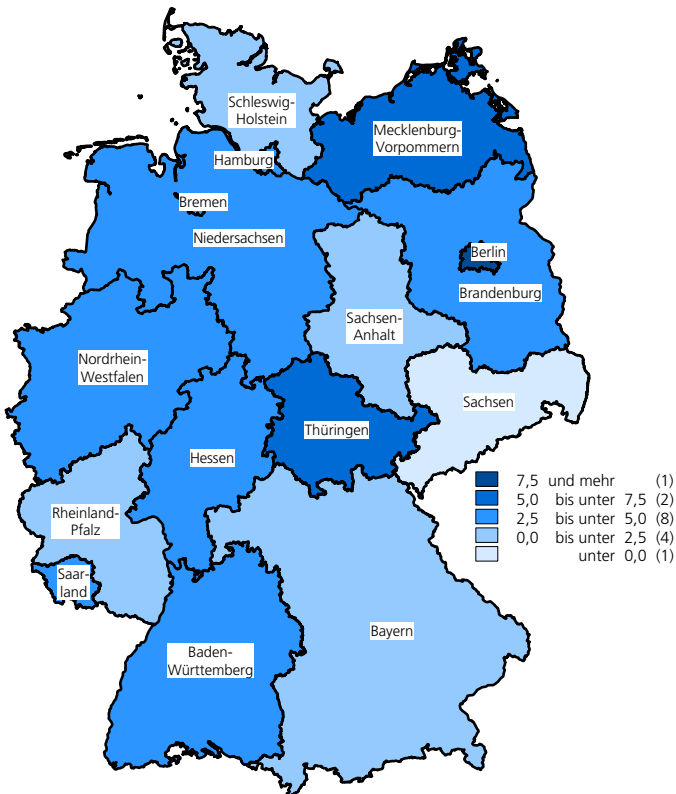 Schleswig-
Holstein
Mecklenburg-
Vorpommern
Hamburg
Bremen
Niedersachsen
Berlin
Brandenburg
Sachsen-
Anhalt
Nordrhein-
Westfalen
Sachsen
Thüringen
Hessen
Rheinland-
Pfalz
Saar-
land
Bayern
Baden-
Württemberg
7,5 und mehr (1)
5,0 bis unter 7,5 (2)
2,5 bis unter 5,0 (8)
0,0 bis unter 2,5 (4)
unter 0,0 (1)